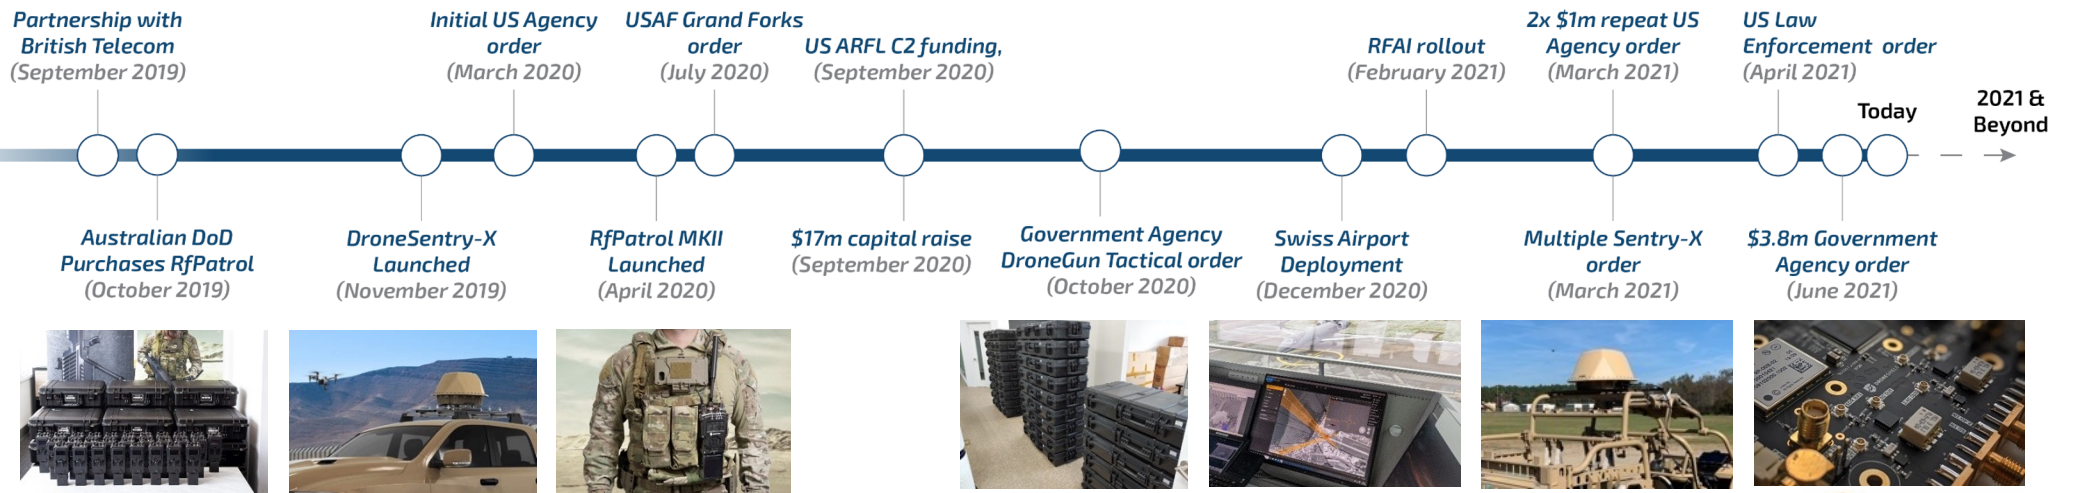 Partnership with
British Telecom
(September 2019)
Initial US Agency
order
(March 2020)
USAF Grand Forks
order
(July 2020)
US ARFL C2 funding,
(September 2020)
RFAI rollout
(February 2021)
2x $1m repeat US
Agency order
(March 2021)
US Law
Enforcement order
(April 2021)
Today
2021 &
Beyond
Australian DoD
Purchases RfPatrol
(October 2019)
DroneSentry-X
Launched
(November 2019)
RfPatrol MKII
Launched
(April 2020)
$17m capital raise
(September 2020)
Government Agency
DroneGun Tactical order
(October 2020)
Swiss Airport
Deployment
(December 2020)
Multiple Sentry-X
order
(March 2021)
$3.8m Government
Agency order
(June 2021)